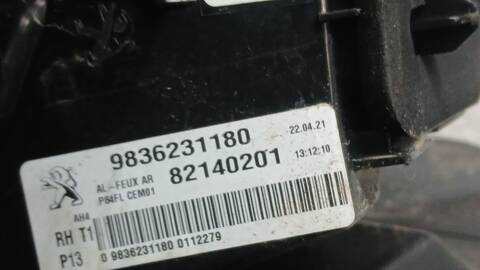 9836231180
22.04.21
AL-FEUX AR
82140201
13:12:10
P84FL CEM01
AH4
RH T1
P13
0 9836231180 0112279